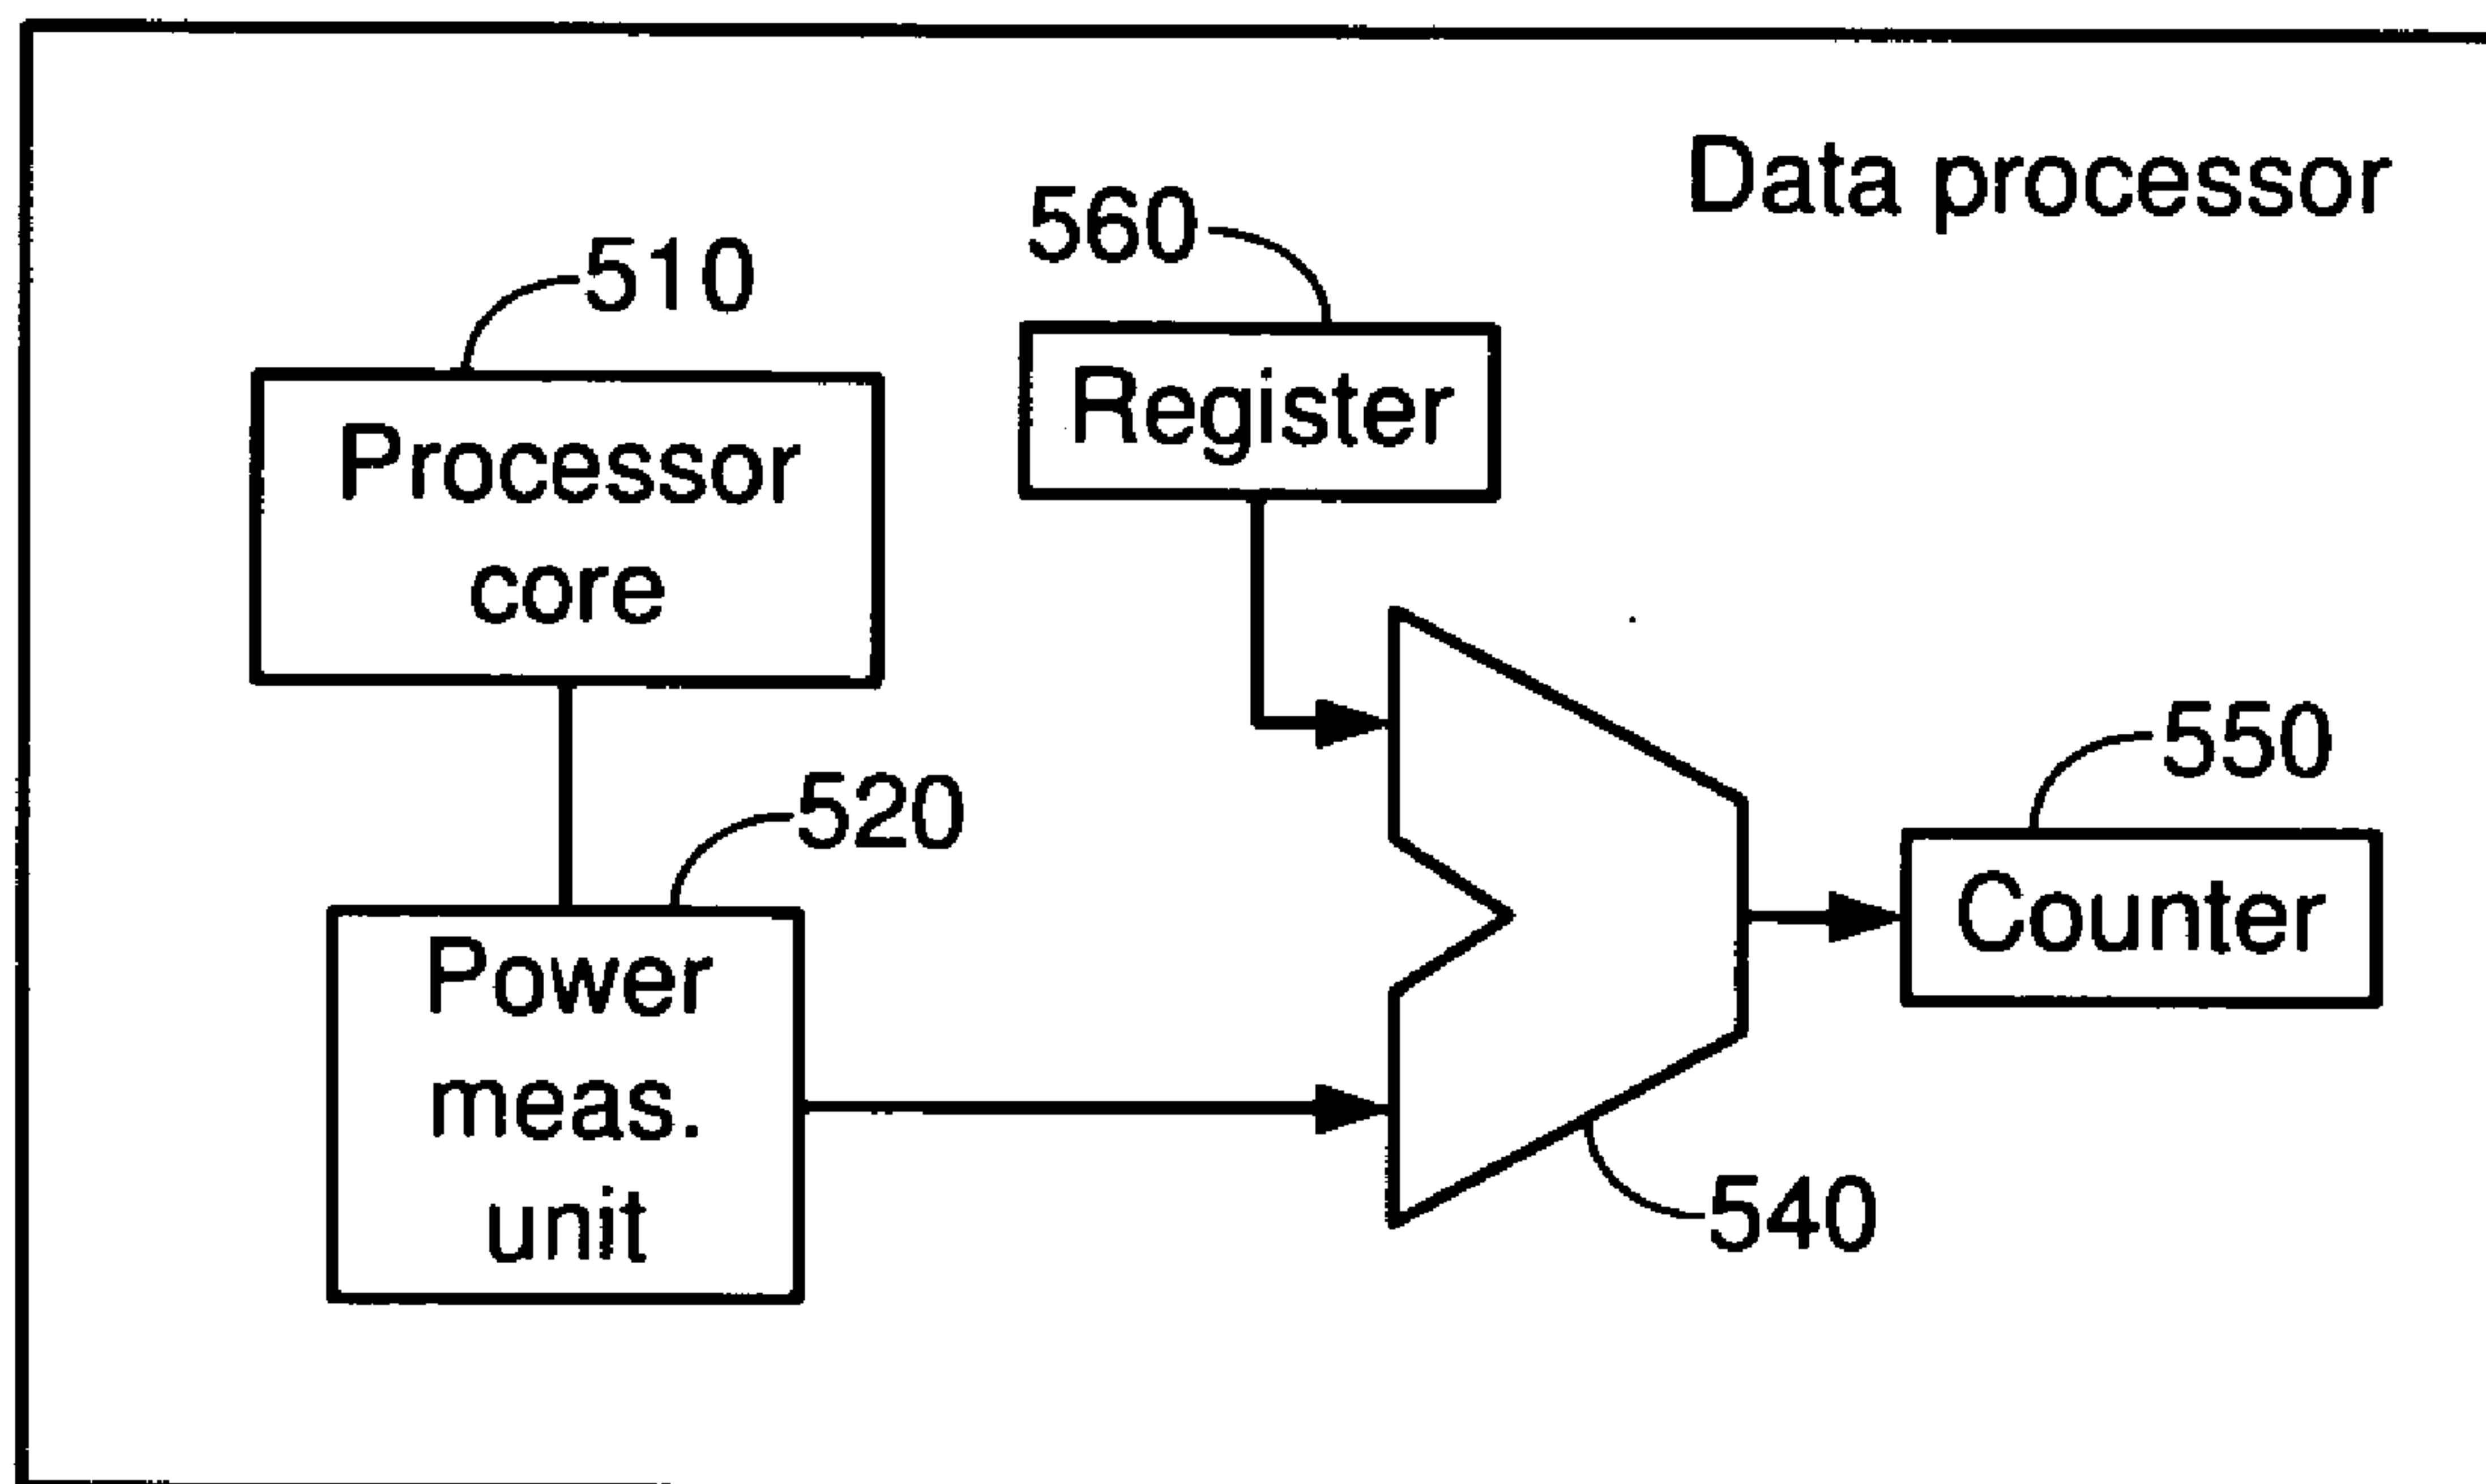 Data processor
560
510
Register
Processor
core
550
520
Counter
Power
meas.
unit
540